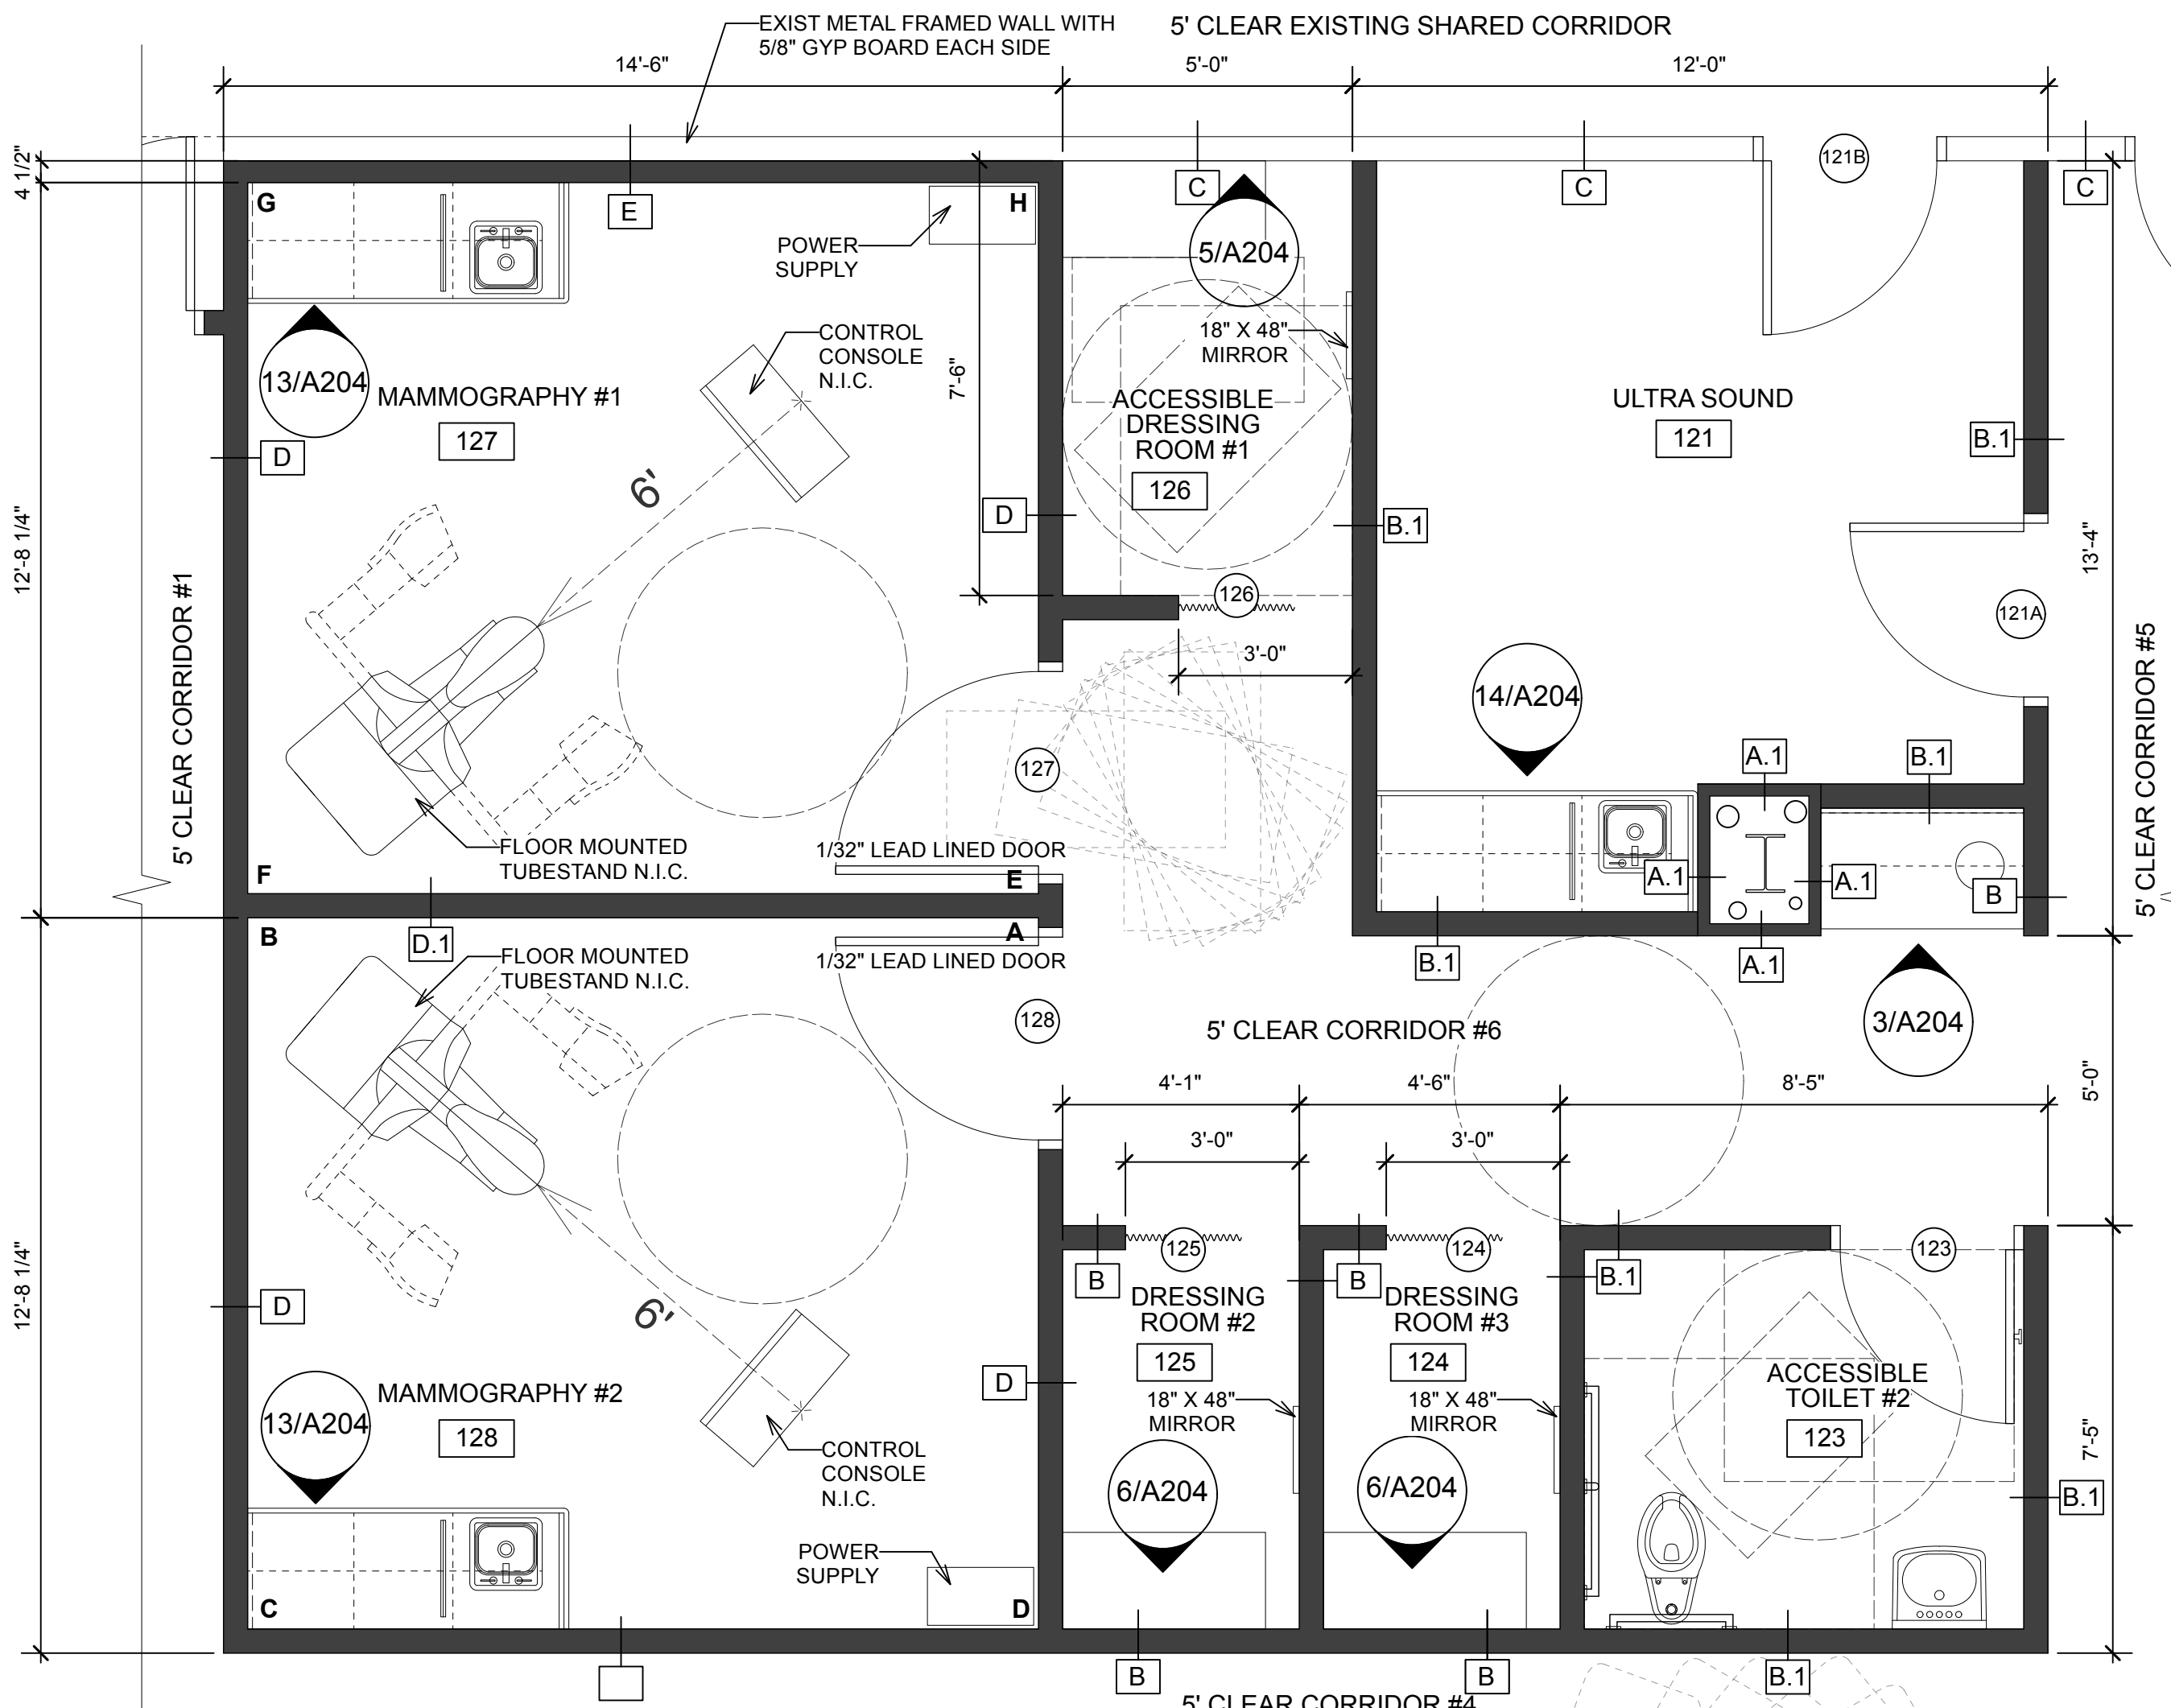 EXIST METAL FRAMED WALL WITH
5/8" GYP BOARD EACH SIDE
5' CLEAR EXISTING SHARED CORRIDOR
14'-6"
5'-0"
12'-0"
4 1/2"
12'-8 1/4"
12'-8 1/4"
5' CLEAR CORRIDOR #1
G
E
H
POWER
SUPPLY
C
5/A204
C
121B
C
13/A204
MAMMOGRAPHY #1
127
CONTROL
CONSOLE
N.I.C.
7'-6"
18" X 48"
MIRROR
ACCESSIBLE
DRESSING
ROOM #1
126
ULTRA SOUND
121
B.1
D
6'
D
B.1
126
3'-0"
13'-4"
121A
5' CLEAR CORRIDOR #5
14/A204
127
A.1
B.1
FLOOR MOUNTED
TUBESTAND N.I.C.
1/32" LEAD LINED DOOR
F
E
A.1
A.1
B
B
D.1
A
FLOOR MOUNTED
TUBESTAND N.I.C.
1/32" LEAD LINED DOOR
B.1
A.1
128
5' CLEAR CORRIDOR #6
3/A204
4'-1"
4'-6"
8'-5"
5'-0"
3'-0"
3'-0"
125
124
123
B
B
B.1
D
6'
DRESSING
ROOM #2
125
DRESSING
ROOM #3
124
ACCESSIBLE
TOILET #2
123
D
MAMMOGRAPHY #2
128
13/A204
18" X 48"
MIRROR
18" X 48"
MIRROR
7'-5"
CONTROL
CONSOLE
N.I.C.
6/A204
6/A204
B.1
POWER
SUPPLY
C
D
B
B
B.1
5' CLEAR CORRIDOR #4